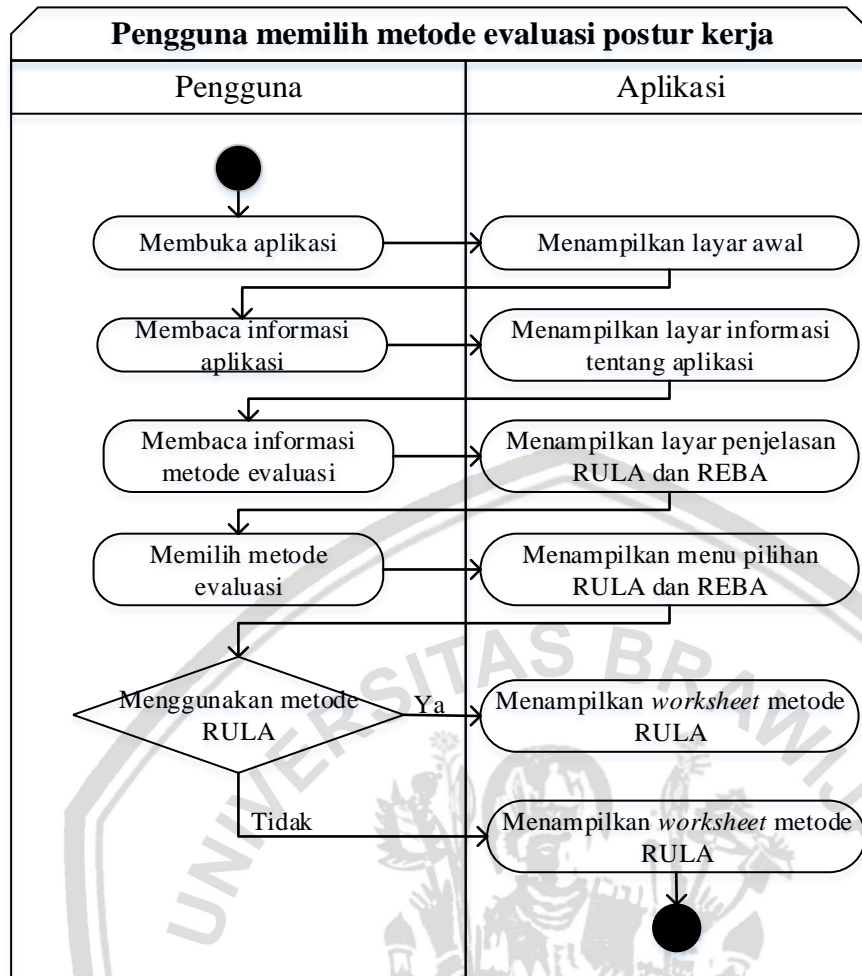 Pengguna memilih metode evaluasi postur kerja
Pengguna
Aplikasi
Membuka aplikasi
Menampilkan layar awal
Membaca informasi
aplikasi
Menampilkan layar informasi
tentang aplikasi
Membaca informasi
metode evaluasi
Menampilkan layar penjelasan
RULA dan REBA
Memilih metode
evaluasi
Menampilkan menu pilihan
RULA dan REBA
Menggunakan metode
RULA
Ya
Menampilkan worksheet metode
RULA
Tidak
Menampilkan worksheet metode
RULA
UNIVERSITAS BRAWIJ